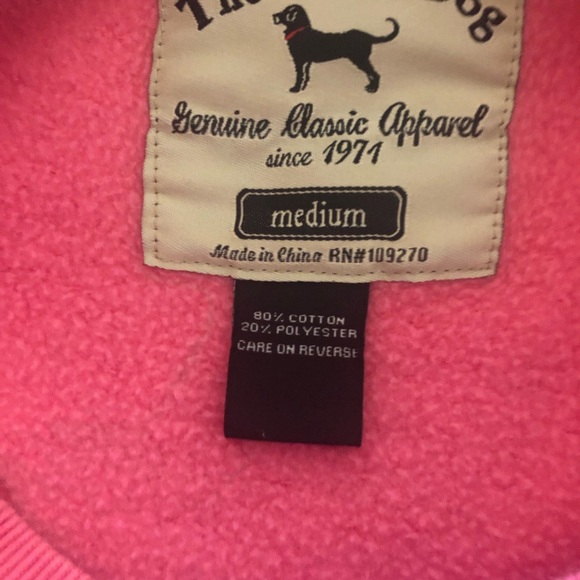 Genuine Classic Apparel
since 1971
medium
Made in China RN#109270
80% COTTON
20% POLYESTER
CARE ON REVERSE